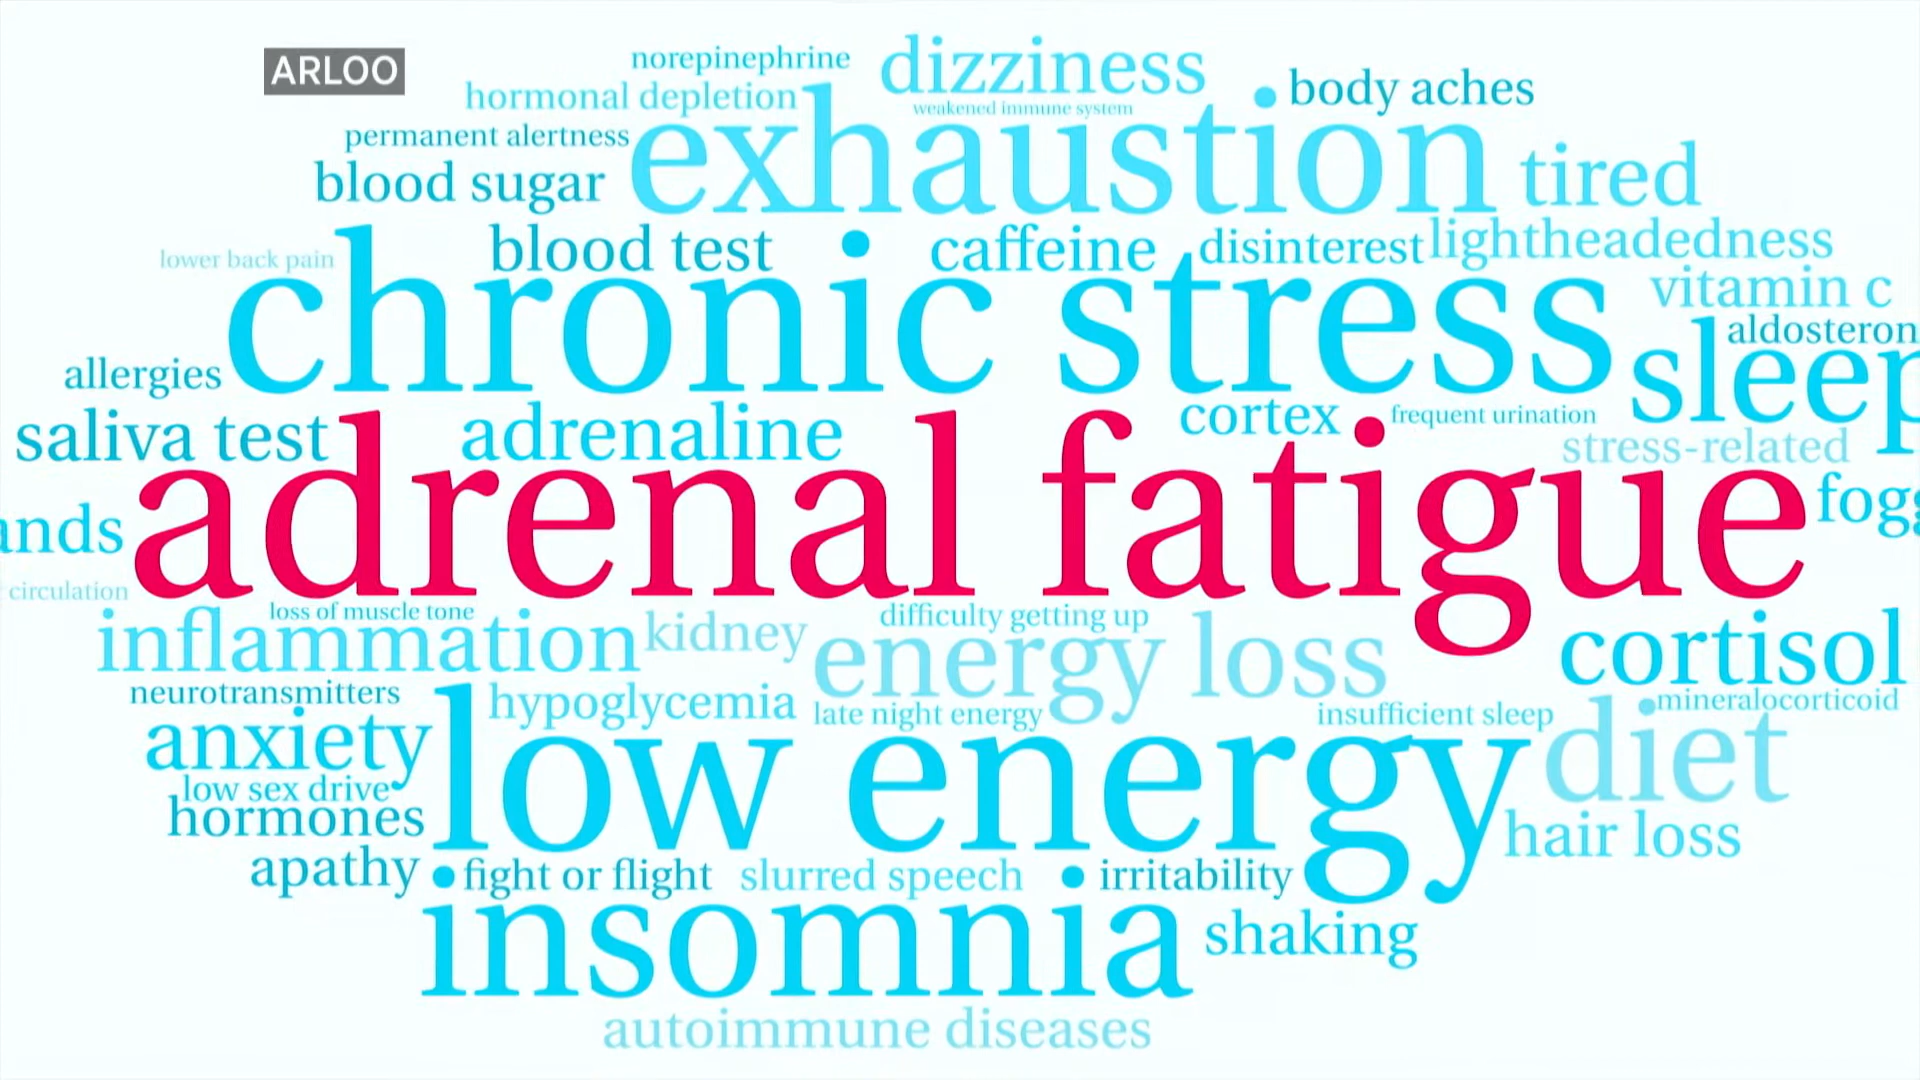 ARLOO
norepinephrine
dizziness
hormonal depletion
weakened immune system
body aches
permanent alertness
exhaustion
blood sugar
tired
lower back pain
blood test
caffeine
disinterest
lightheadedness
chronic stress
vitamin c
aldosteron
allergies
sleep
saliva test
adrenaline
cortex
frequent urination
stress-related
ands
adrenal fatigue
fogg
circulation
loss of muscle tone
difficulty getting up
inflammation
kidney
energy loss
cortisol
neurotransmitters
hypoglycemia
late night energy
insufficient sleep
mineralocorticoid
anxiety
low energy
diet
low sex drive
hormones
hair loss
apathy
fight or flight
slurred speech
irritability
insomnia
shaking
autoimmune diseases